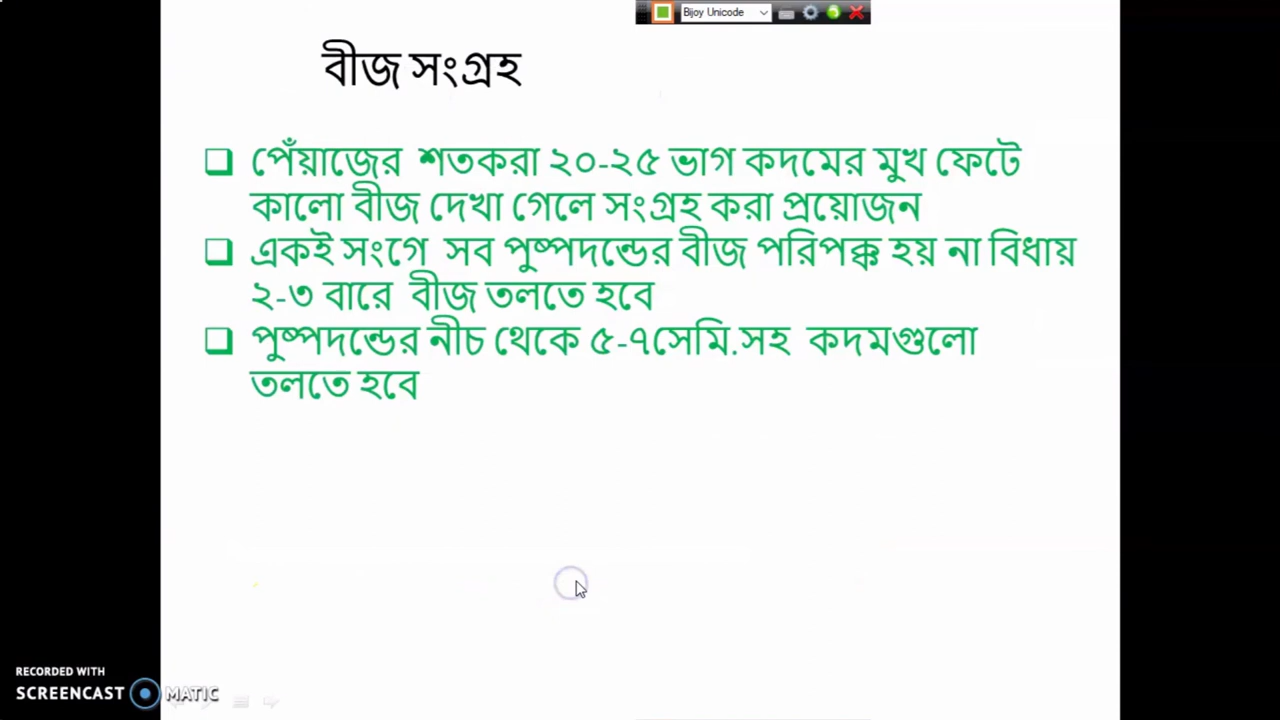 Bijoy Unicode
বীজ সংগ্রহ
পেঁয়াজের শতকরা ২০-২৫ ভাগ কদমের মুখ ফেটে
কালো বীজ দেখা গেলে সংগ্রহ করা প্রয়োজন
একই সংগে সব পুষ্পদন্ডের বীজ পরিপক্ক হয় না বিধায়
২-৩ বারে বীজ তলতে হবে
পুষ্পদন্ডের নীচ থেকে ৫-৭সেমি.সহ কদমগুলো
তলতে হবে
RECORDED WITH
SCREENCAST MATIC